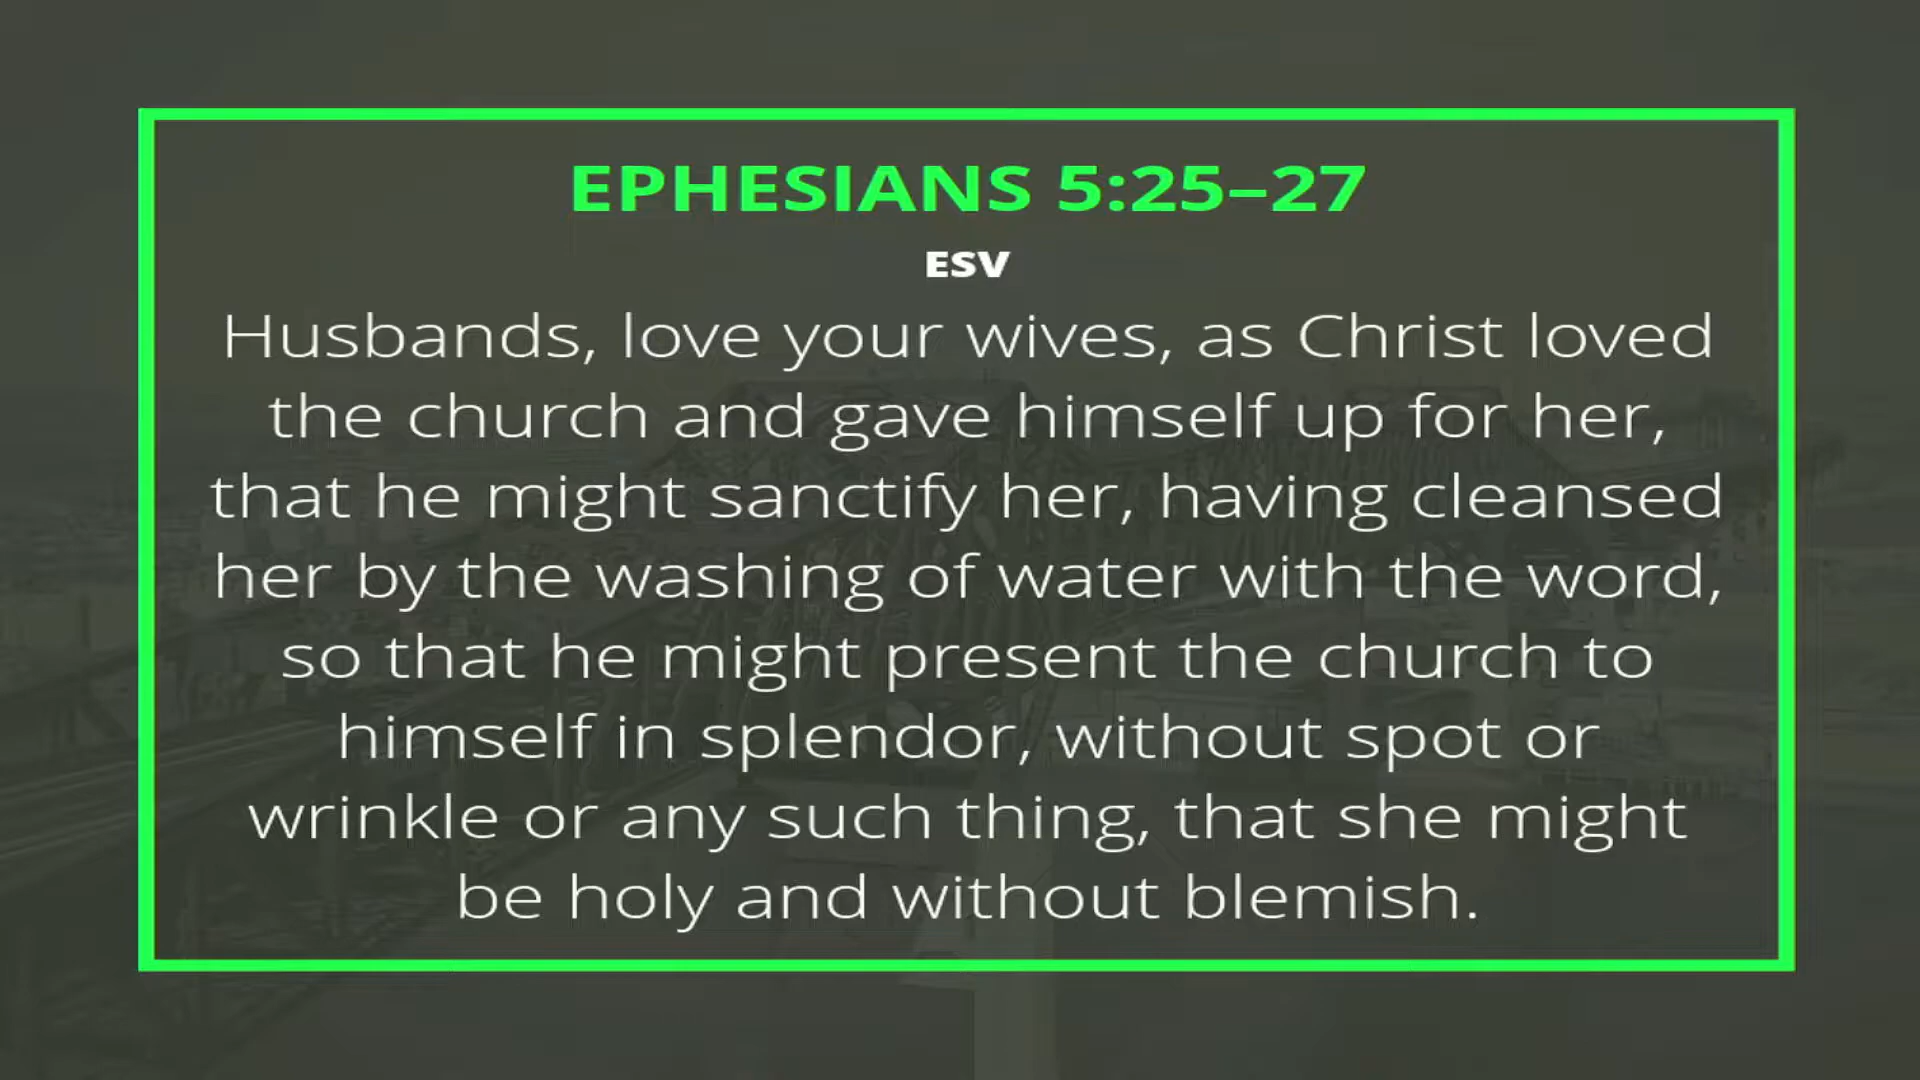 EPHESIANS 5:25–27
ESV
Husbands, love your wives, as Christ loved
the church and gave himself up for her,
that he might sanctify her, having cleansed
her by the washing of water with the word,
so that he might present the church to
himself in splendor, without spot or
wrinkle or any such thing, that she might
be holy and without blemish.